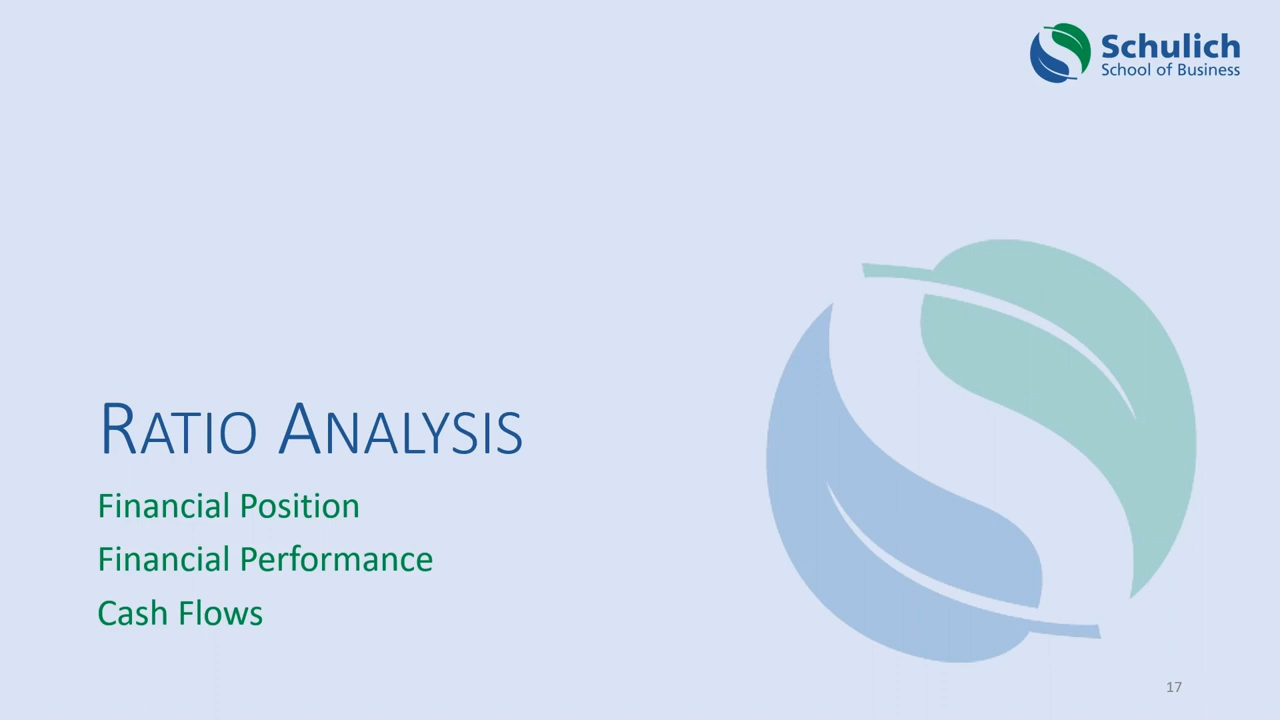 Schulich
School of Business
RATIO ANALYSIS
Financial Position
Financial Performance
Cash Flows
17